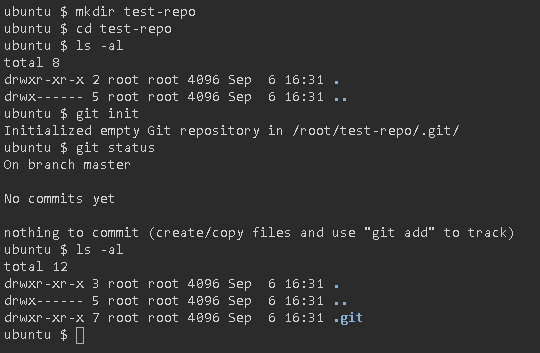 ubuntu $ mkdir test-repo
ubuntu $ cd test-repo
ubuntu $ ls -al
total 8
drwxr-xr-x 2 root root 4096 Sep  6 16:31 .
drwx------ 5 root root 4096 Sep  6 16:31 ..
ubuntu $ git init
Initialized empty Git repository in /root/test-repo/.git/
ubuntu $ git status
On branch master

No commits yet

nothing to commit (create/copy files and use "git add" to track)
ubuntu $ ls -al
total 12
drwxr-xr-x 3 root root 4096 Sep  6 16:31 .
drwx------ 5 root root 4096 Sep  6 16:31 ..
drwxr-xr-x 7 root root 4096 Sep  6 16:31 .git
ubuntu $